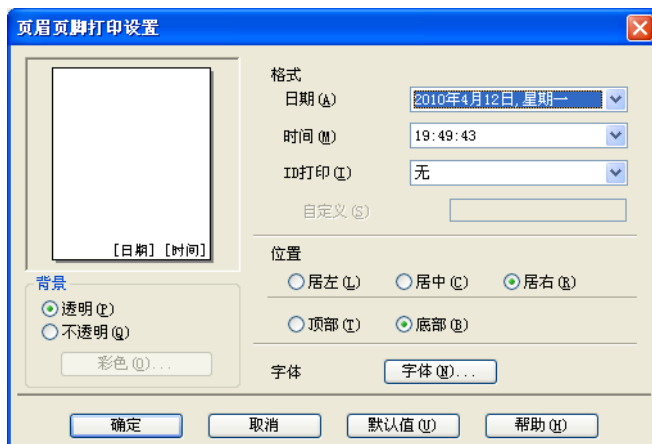 页眉页脚打印设置
格式
日期(A) 2010年4月12日,星期一
时间(M) 19:49:43
ID打印(I) 无
自定义(S)
[日期] [时间]
位置
居左(L) 居中(C) 居右(R)
顶部(T) 底部(B)
背景
透明(P)
不透明(Q)
彩色(O)...
字体 字体(N)...
确定 取消 默认值(U) 帮助(H)